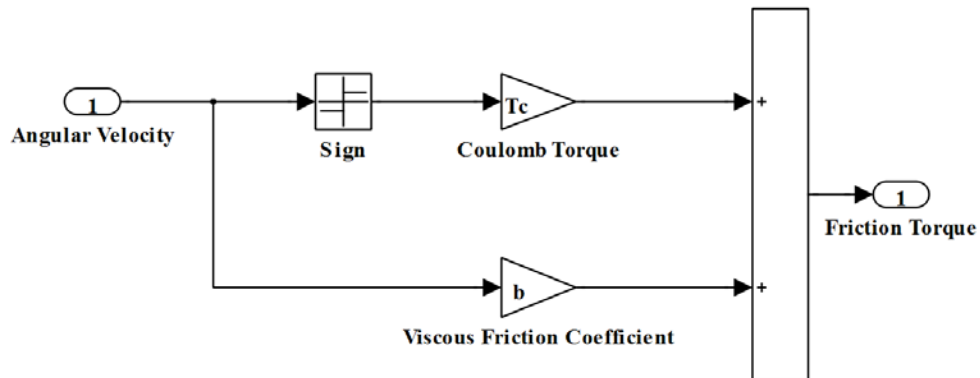 1
Angular Velocity
Sign
Tc
Coulomb Torque
+
1
Friction Torque
b
+
Viscous Friction Coefficient